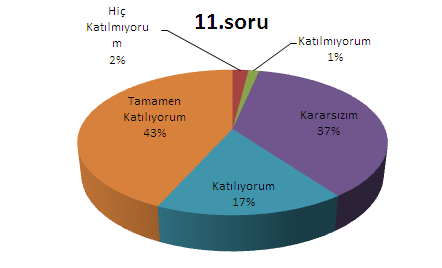 11.soru
Hiç
Katılmıyoru
m
2%
Katılmıyorum
1%
Kararsızım
37%
Katılıyorum
17%
Tamamen
Katılıyorum
43%